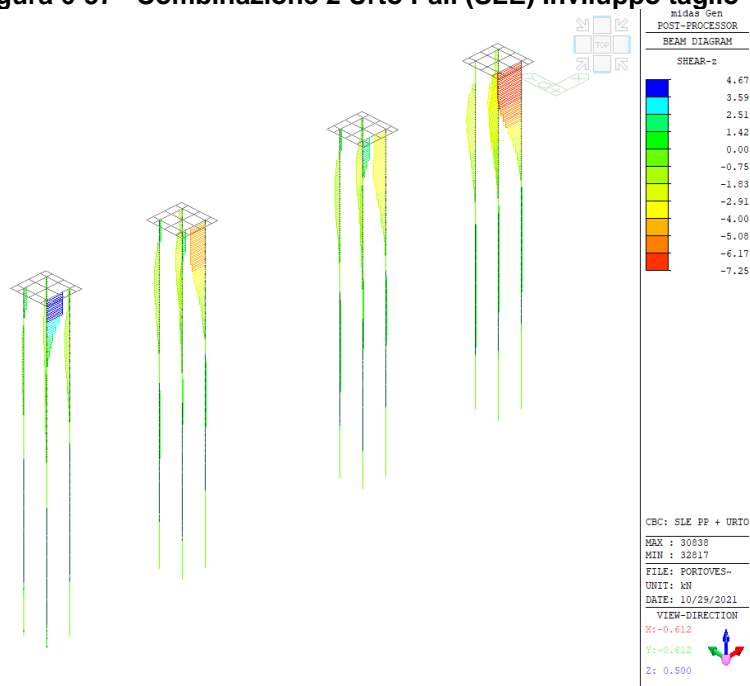 gura 6-37 - Combinazione 2 Urto Pali (SLE) Inviluppo taglio
midas Gen
POST-PROCESSOR
BEAM DIAGRAM
SHEAR-z
4.67
3.59
2.51
1.42
0.00
-0.75
-1.83
-2.91
-4.00
-5.08
-6.17
-7.25
TOP
CBC: SLE PP + URTO
MAX : 30838
MIN : 32817
FILE: PORTOVES~
UNIT: kN
DATE: 10/29/2021
VIEW-DIRECTION
X:-0.612
Y:-0.612
Z: 0.500